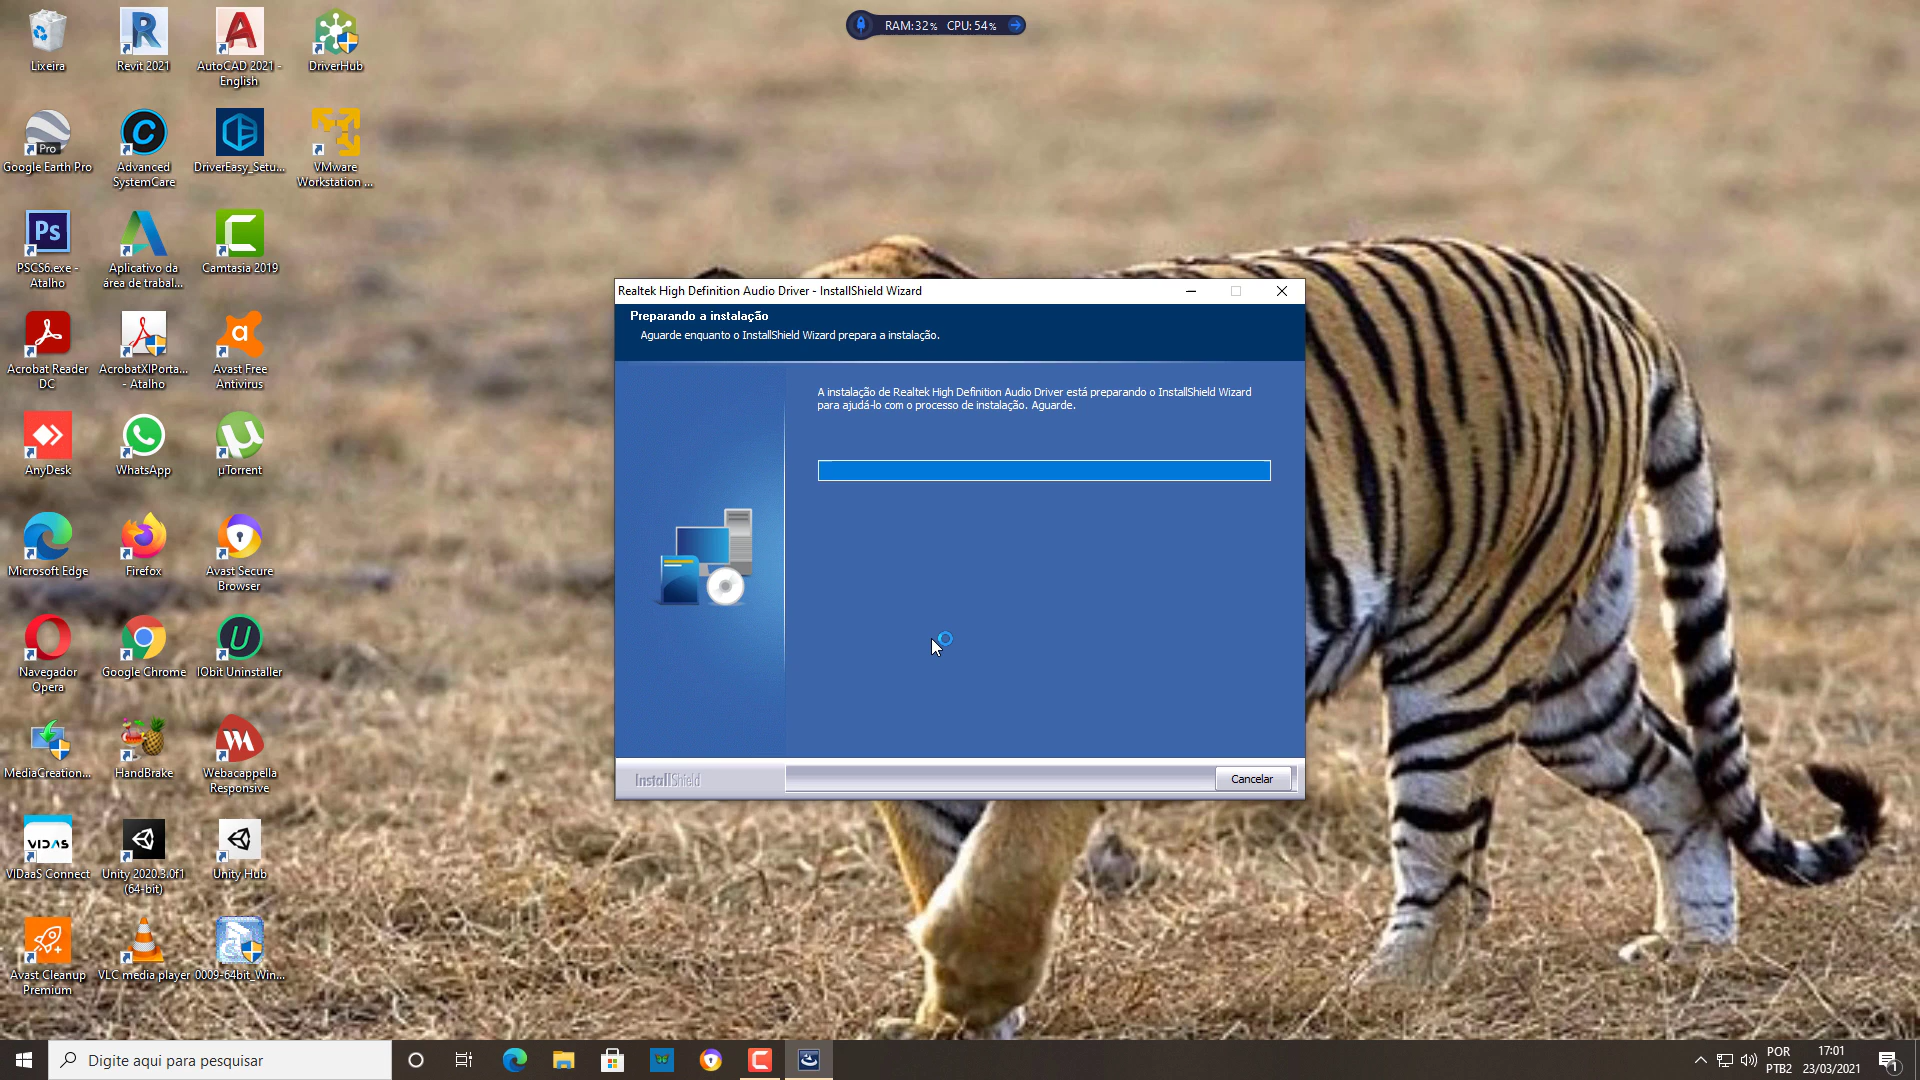 RAM:32% CPU:54%
Lixeira
Revit 2021
AutoCAD 2021 -
English
DriverHub
Pro
Google Earth Pro
Advanced
SystemCare
DriverEasy_Setu...
VMware
Workstation ...
Ps
PSCS6.exe -
Atalho
Aplicativo da
área de trabal...
Camtasia 2019
Acrobat Reader
DC
AcrobatXIPorta...
- Atalho
Avast Free
Antivirus
AnyDesk
WhatsApp
µTorrent
Microsoft Edge
Firefox
Avast Secure
Browser
Navegador
Opera
Google Chrome
IObit Uninstaller
MediaCreation...
HandBrake
Webacappella
Responsive
VIDAS
VIDaaS Connect
Unity 2020.3.0f1
(64-bit)
Unity Hub
Avast Cleanup
Premium
VLC media player
0009-64bit_Win...
Realtek High Definition Audio Driver - InstallShield Wizard
Preparando a instalação
Aguarde enquanto o InstallShield Wizard prepara a instalação.
A instalação de Realtek High Definition Audio Driver está preparando o InstallShield Wizard
para ajudá-lo com o processo de instalação. Aguarde.
InstallShield
Cancelar
Digite aqui para pesquisar
POR
PTB2
17:01
23/03/2021
1